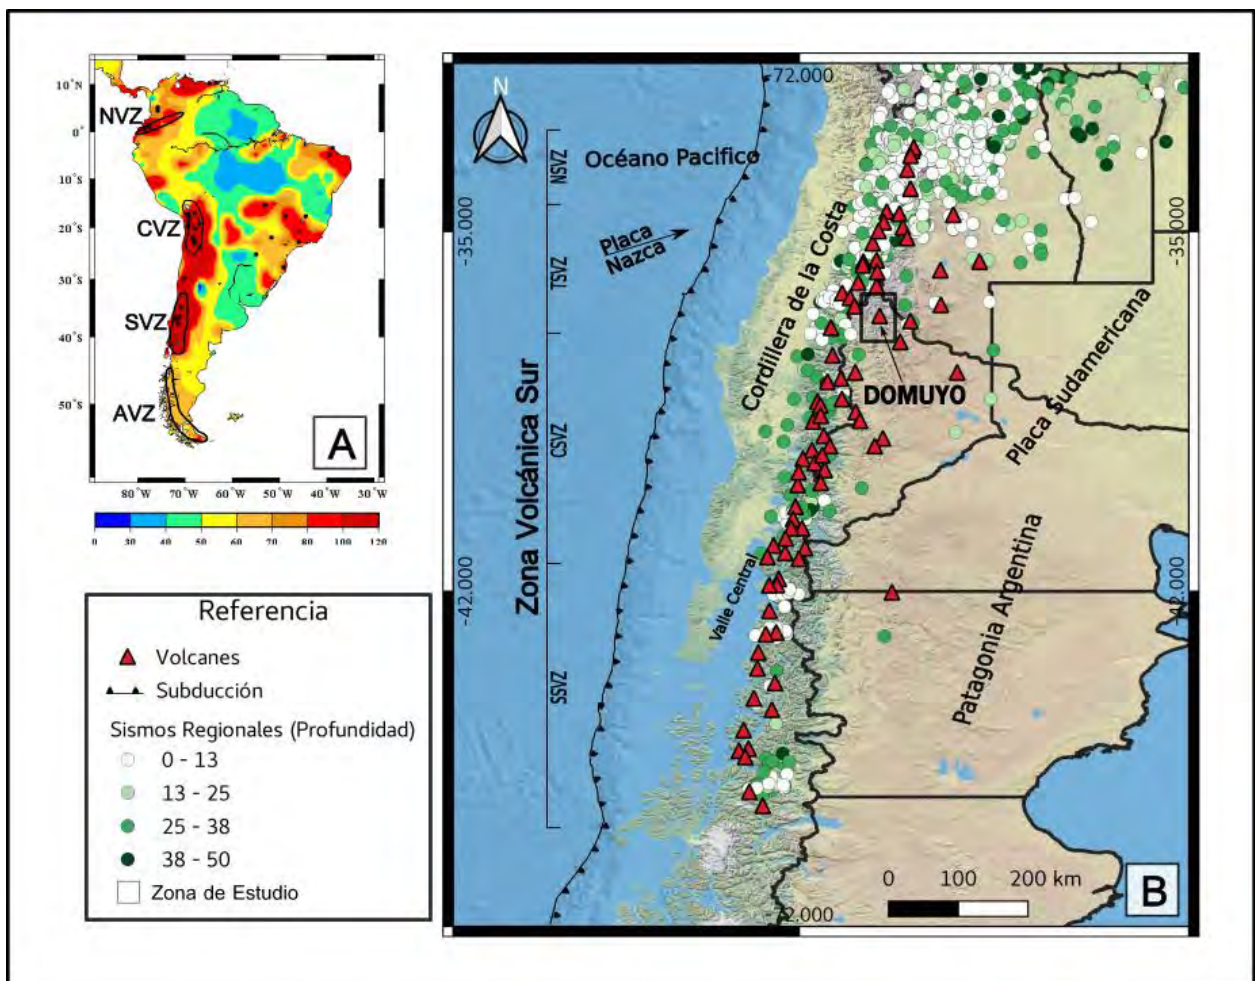 10°N
0°
10°S
20°S
30°S
40°S
50°S
NVZ
CVZ
SVZ
AVZ
A
80°W
70°W
60°W
50°W
40°W
30°W
0
30
40
50
60
70
80
100
120
Referencia
Volcanes
Subducción
Sismos Regionales (Profundidad)
0 - 13
13 - 25
25 - 38
38 - 50
Zona de Estudio
N
-72.000
Océano Pacifico
NSVZ
TSVZ
CSVZ
SSVZ
Zona Volcánica Sur
Placa
Nazca
Cordillera de la Costa
-35.000
-35.000
DOMUYO
Placa Sudamericana
Valle Central
Patagonia Argentina
-42.000
-42.000
0 100 200 km
2.000
B